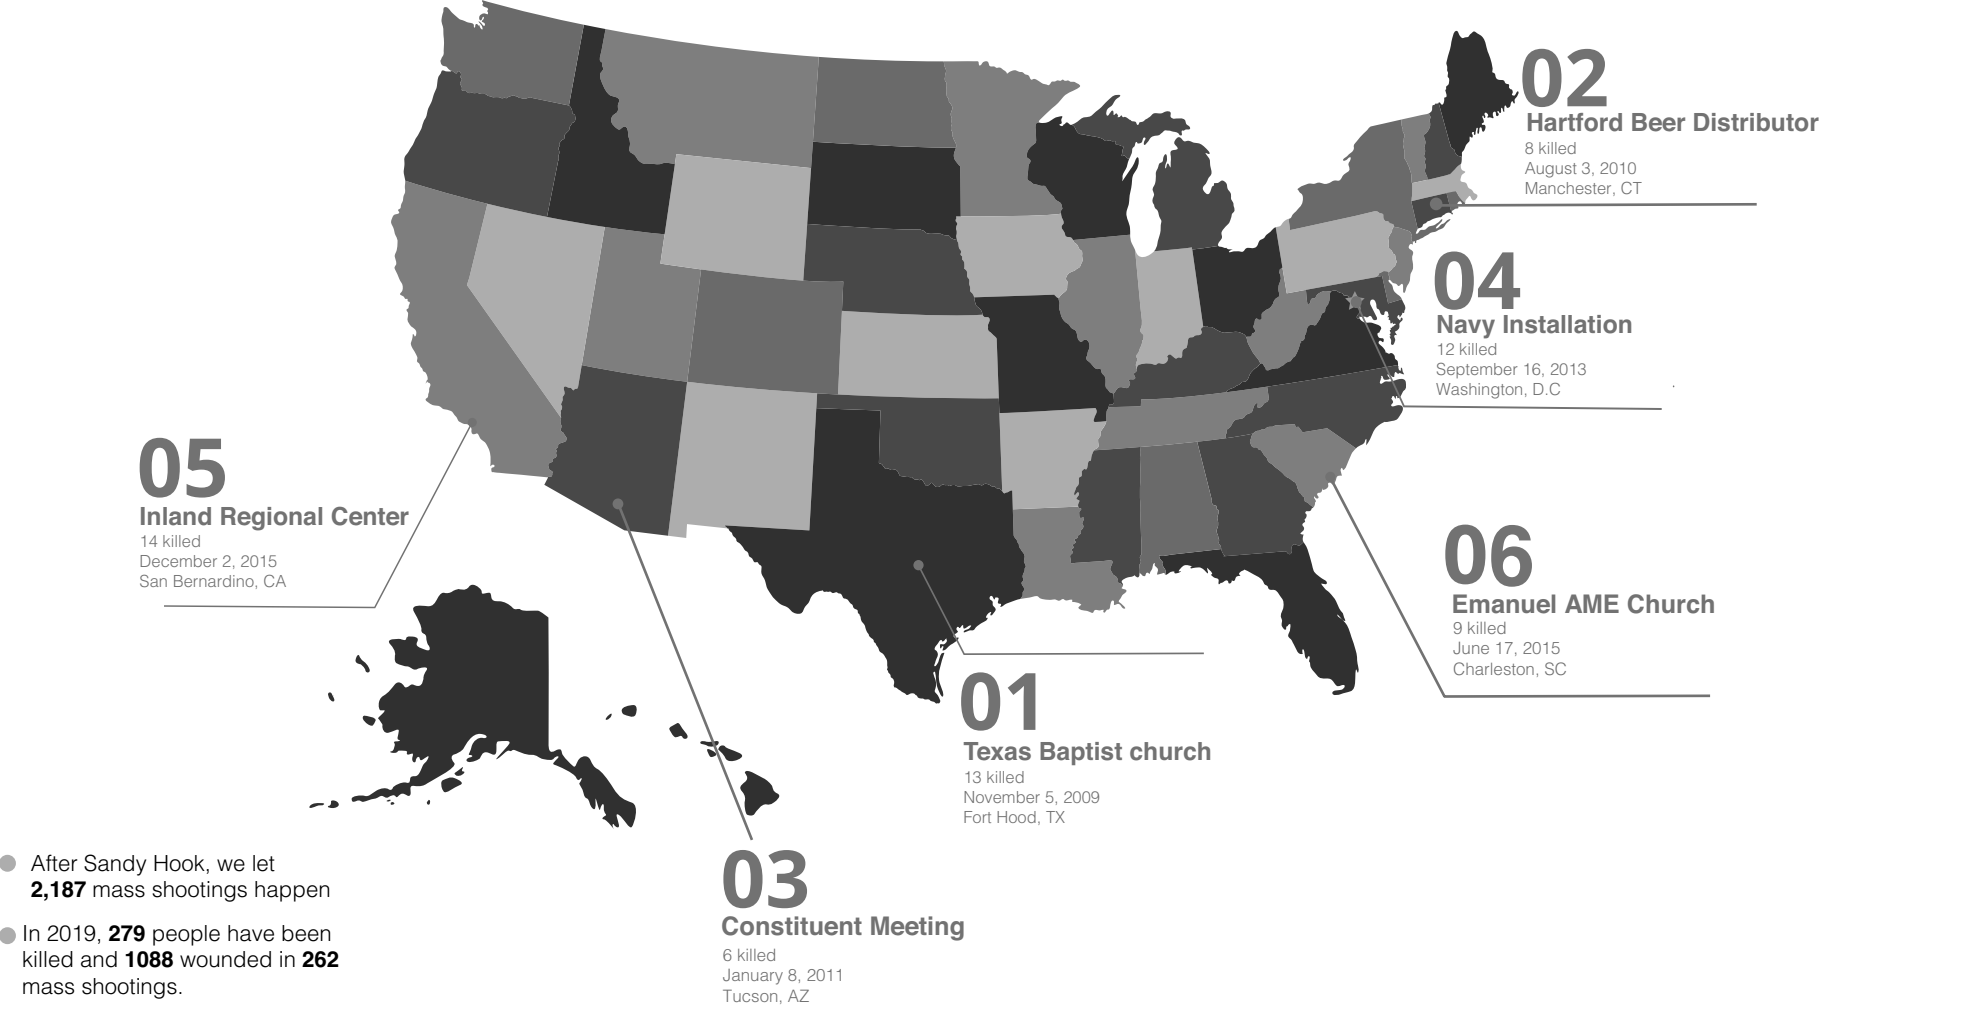 02
Hartford Beer Distributor
8 killed
August 3, 2010
Manchester, CT
04
Navy Installation
12 killed
September 16, 2013
Washington, D.C
05
Inland Regional Center
14 killed
December 2, 2015
San Bernardino, CA
06
Emanuel AME Church
9 killed
June 17, 2015
Charleston, SC
01
Texas Baptist church
13 killed
November 5, 2009
Fort Hood, TX
03
Constituent Meeting
6 killed
January 8, 2011
Tucson, AZ
After Sandy Hook, we let
2,187 mass shootings happen
In 2019, 279 people have been
killed and 1088 wounded in 262
mass shootings.